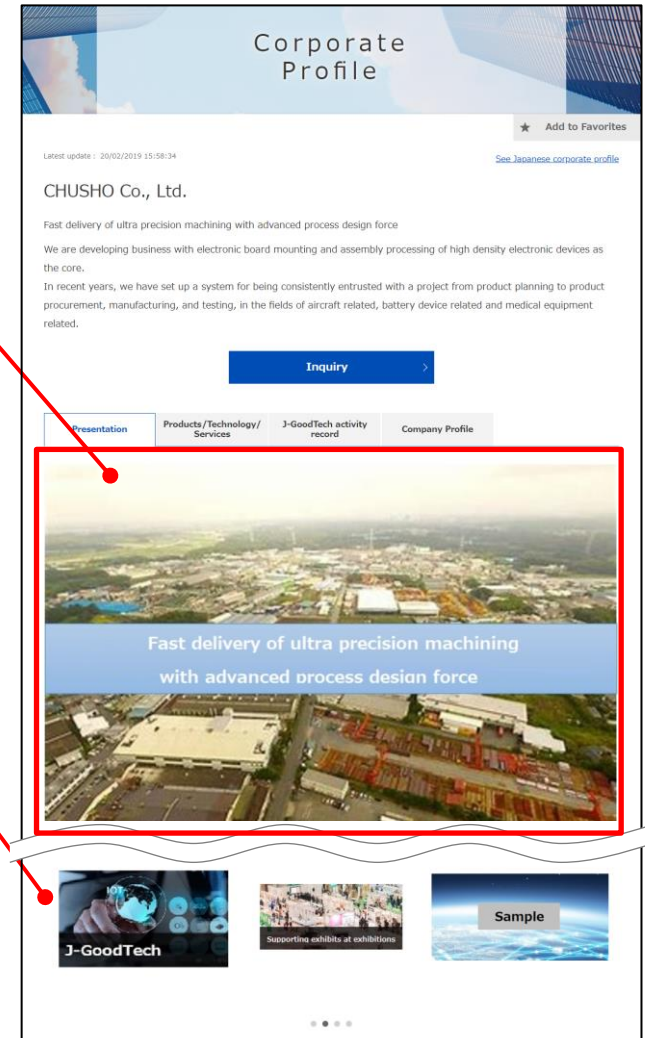 Corporate
Profile
★ Add to Favorites
Latest update : 20/02/2019 15:58:34
See Japanese corporate profile
CHUSHO Co., Ltd.
Fast delivery of ultra precision machining with advanced process design force
We are developing business with electronic board mounting and assembly processing of high density electronic devices as
the core.
In recent years, we have set up a system for being consistently entrusted with a project from product planning to product
procurement, manufacturing, and testing, in the fields of aircraft related, battery device related and medical equipment
related.
Inquiry >
Presentation
Products/Technology/
Services
J-GoodTech activity
record
Company Profile
Fast delivery of ultra precision machining
with advanced process design force
IOT
J-GoodTech
Supporting exhibits at exhibitions
Sample